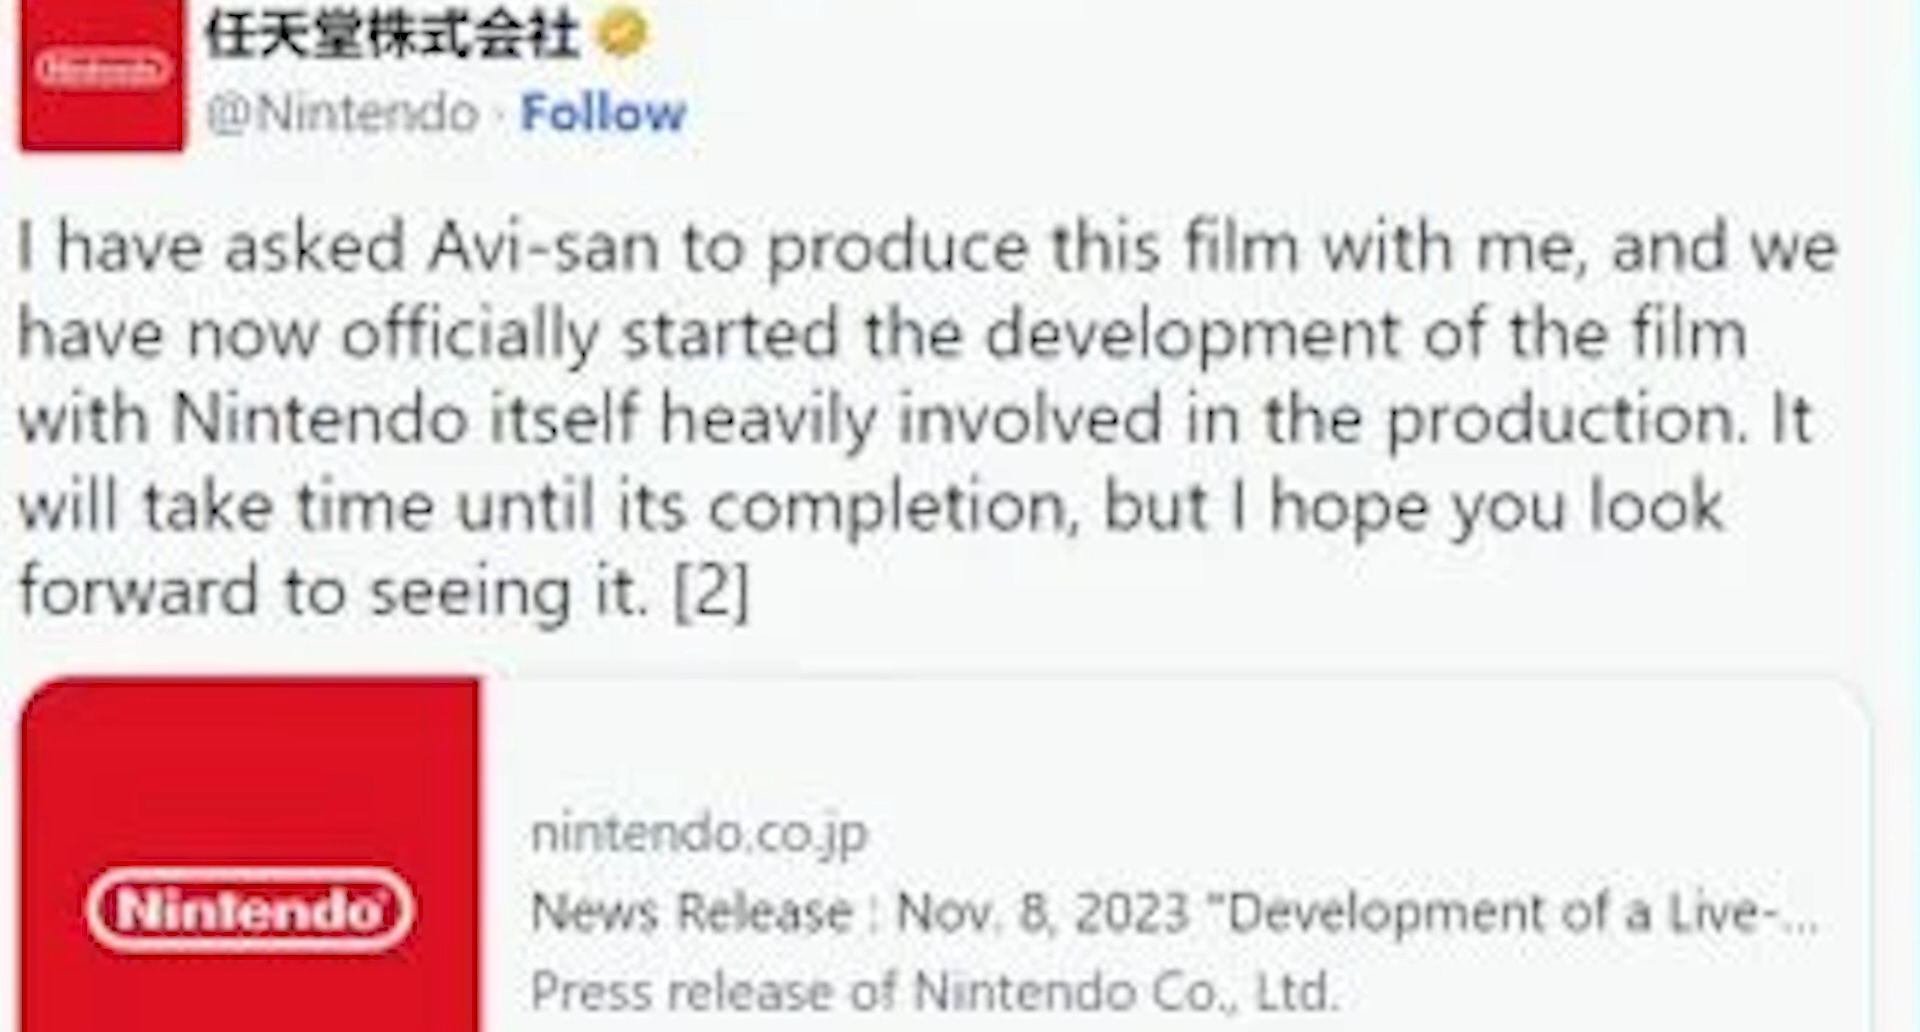 Nintendo
任天堂株式会社
@Nintendo · Follow
I have asked Avi-san to produce this film with me, and we
have now officially started the development of the film
with Nintendo itself heavily involved in the production. It
will take time until its completion, but I hope you look
forward to seeing it. [2]
Nintendo
nintendo.co.jp
News Release : Nov. 8, 2023 "Development of a Live-...
Press release of Nintendo Co., Ltd.